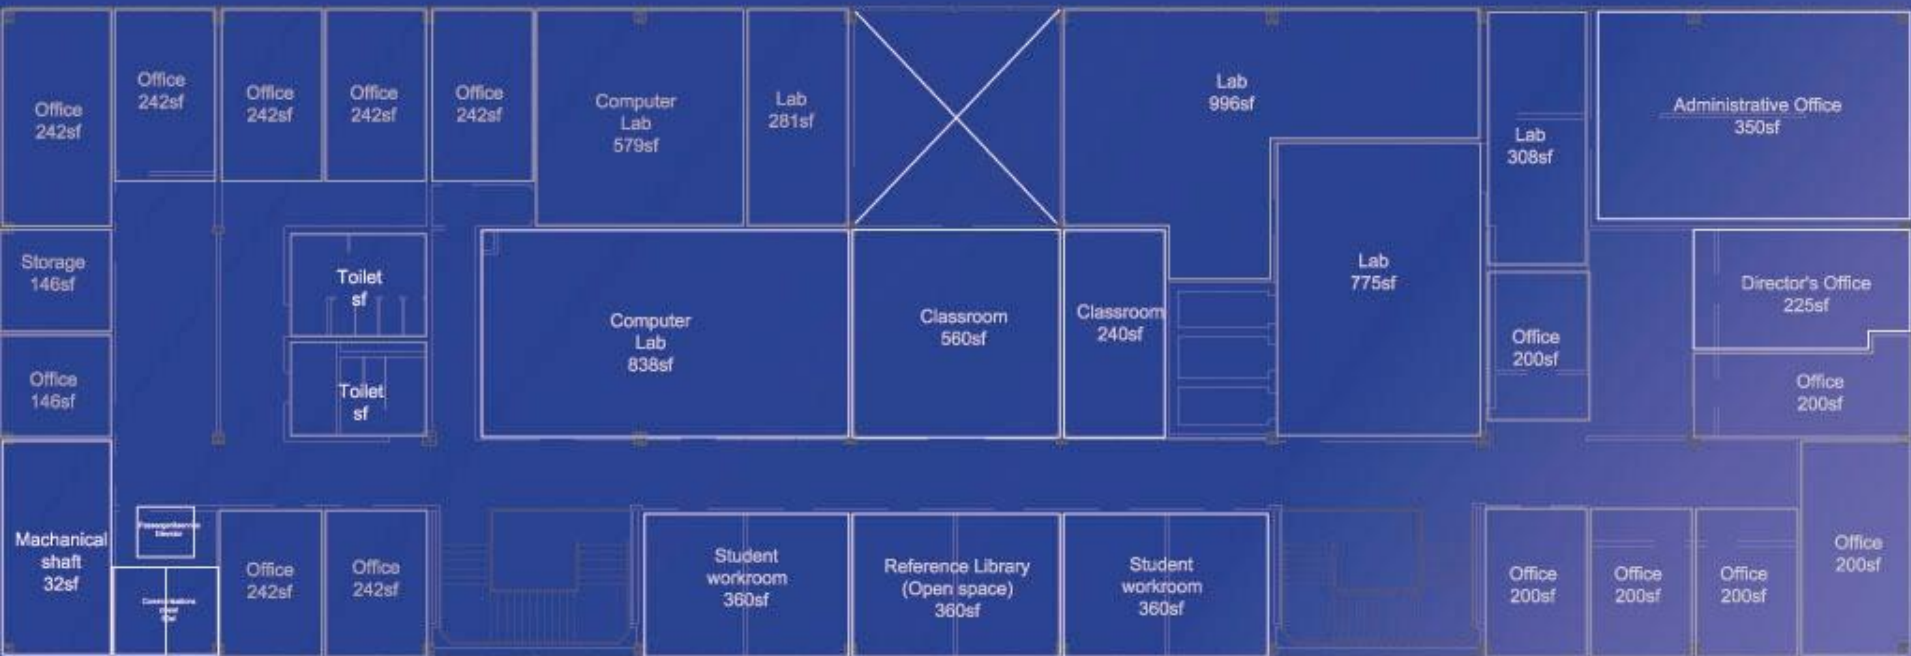 Office
242sf
Office
242sf
Office
242sf
Office
242sf
Office
242sf
Computer
Lab
579sf
Lab
281sf
Lab
996sf
Lab
308sf
Administrative Office
350sf
Storage
146sf
Toilet
sf
Computer
Lab
838sf
Classroom
560sf
Classroom
240sf
Lab
775sf
Director's Office
225sf
Office
146sf
Toilet
sf
Office
200sf
Office
200sf
Machanical
shaft
32sf
Elevator
Office
242sf
Office
242sf
Student
workroom
360sf
Reference Library
(Open space)
360sf
Student
workroom
360sf
Office
200sf
Office
200sf
Office
200sf
Office
200sf